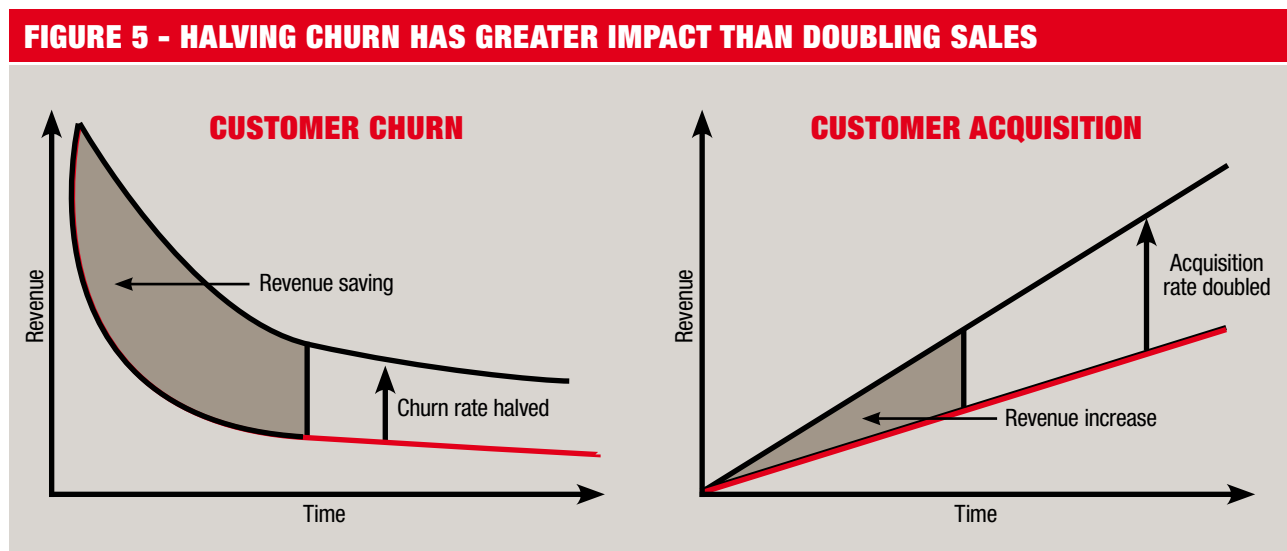 FIGURE 5 - HALVING CHURN HAS GREATER IMPACT THAN DOUBLING SALES
CUSTOMER CHURN
Revenue
Revenue saving
Churn rate halved
Time
CUSTOMER ACQUISITION
Revenue
Acquisition
rate doubled
Revenue increase
Time